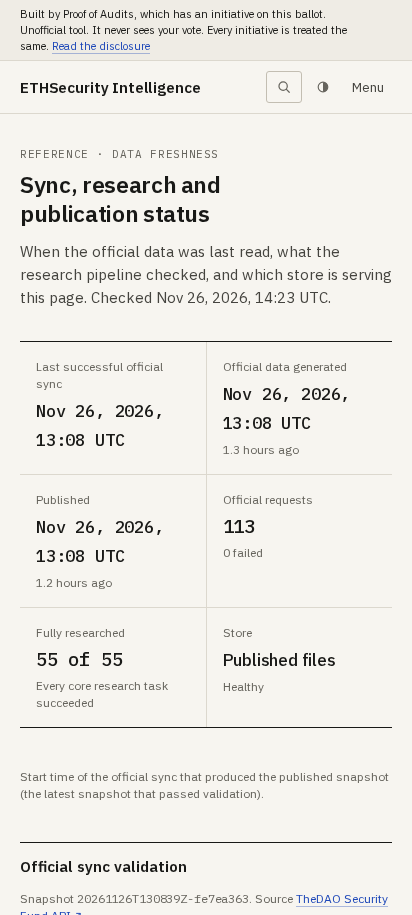 Built by Proof of Audits, which has an initiative on this ballot.
Unofficial tool. It never sees your vote. Every initiative is treated the
same. Read the disclosure
ETHSecurity Intelligence
Menu
REFERENCE · DATA FRESHNESS
Sync, research and
publication status
When the official data was last read, what the
research pipeline checked, and which store is serving
this page. Checked Nov 26, 2026, 14:23 UTC.
Last successful official
sync
Nov 26, 2026,
13:08 UTC
Official data generated
Nov 26, 2026,
13:08 UTC
1.3 hours ago
Published
Nov 26, 2026,
13:08 UTC
1.2 hours ago
Official requests
113
0 failed
Fully researched
55 of 55
Every core research task
succeeded
Store
Published files
Healthy
Start time of the official sync that produced the published snapshot
(the latest snapshot that passed validation).
Official sync validation
Snapshot 20261126T130839Z-fe7ea363. Source TheDAO Security
Fund API ↗